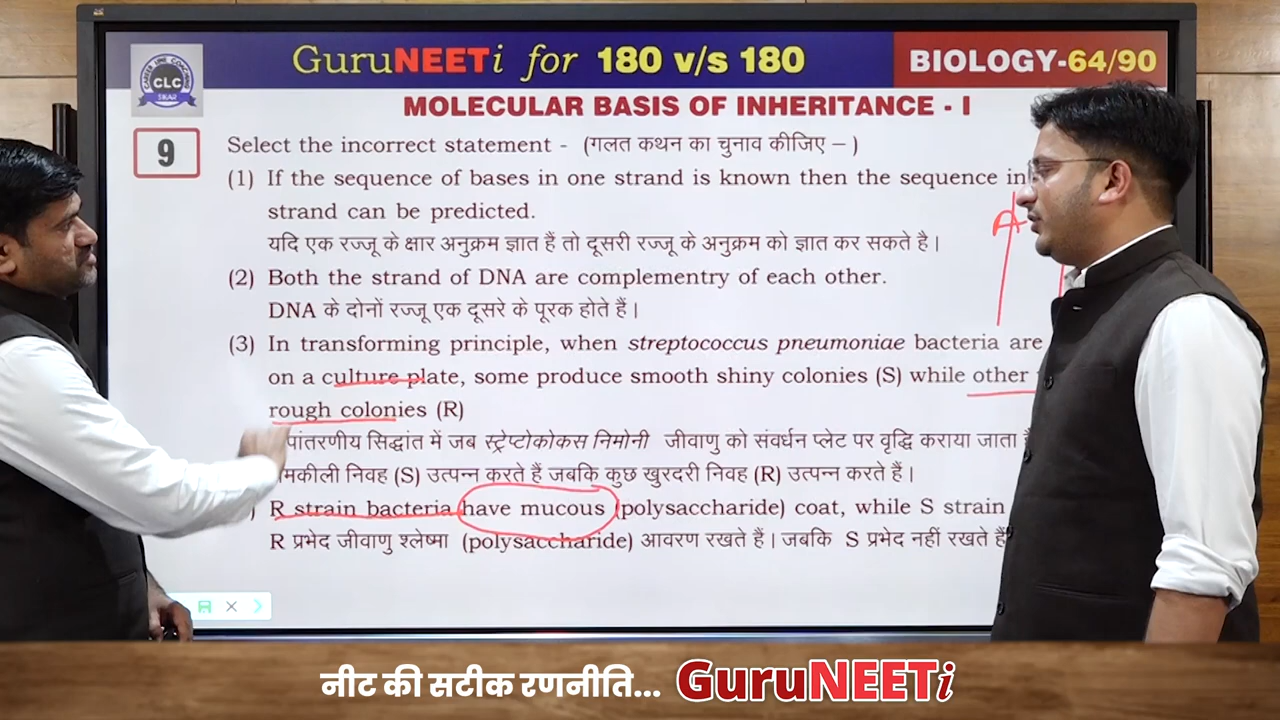 GuruNEETi for 180 v/s 180
BIOLOGY-64/90
CLC
SIKAR
MOLECULAR BASIS OF INHERITANCE - I
9
Select the incorrect statement - (गलत कथन का चुनाव कीजिए – )
(1) If the sequence of bases in one strand is known then the sequence in
strand can be predicted.
यदि एक रज्जू के क्षार अनुक्रम ज्ञात हैं तो दूसरी रज्जू के अनुक्रम को ज्ञात कर सकते है।
(2) Both the strand of DNA are complementry of each other.
DNA के दोनों रज्जू एक दूसरे के पूरक होते हैं।
(3) In transforming principle, when streptococcus pneumoniae bacteria are
on a culture plate, some produce smooth shiny colonies (S) while other
rough colonies (R)
सिद्धांत में जब स्ट्रेप्टोकोकस निमोनी जीवाणु को संवर्धन प्लेट पर वृद्धि कराया जाता
निवह (S) उत्पन्न करते हैं जबकि कुछ खुरदरी निवह (R) उत्पन्न करते हैं।
R strain bacteria have mucous (polysaccharide) coat, while S strain
R प्रभेद जीवाणु श्लेष्मा (polysaccharide) आवरण रखते हैं। जबकि S प्रभेद नहीं रखते हैं
नीट की सटीक रणनीति... GuruNEETi